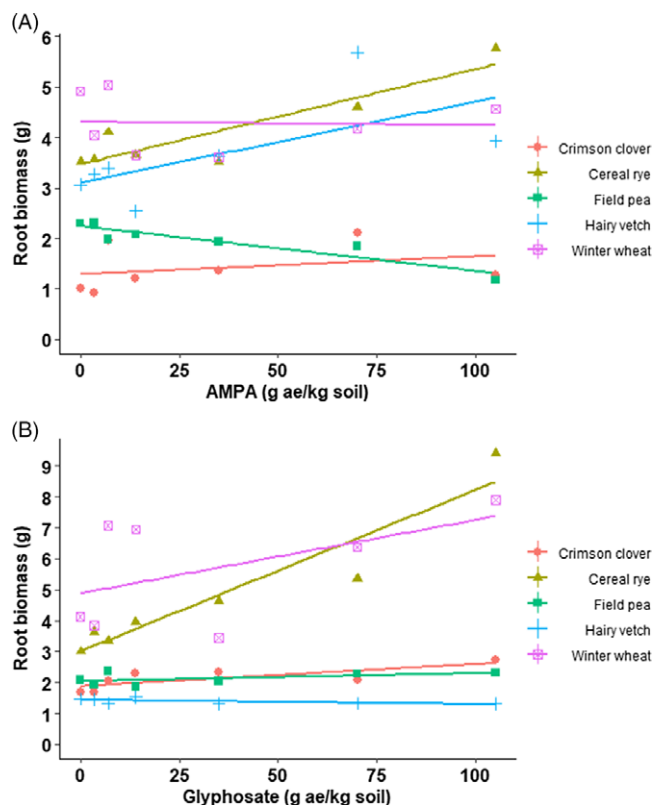 (A)
6
5
4
3
2
1
0
Root biomass (g)
0 25 50 75 100
AMPA (g ae/kg soil)
Crimson clover
Cereal rye
Field pea
Hairy vetch
Winter wheat
(B)
9
8
7
6
5
4
3
2
1
0
Root biomass (g)
0 25 50 75 100
Glyphosate (g ae/kg soil)
Crimson clover
Cereal rye
Field pea
Hairy vetch
Winter wheat